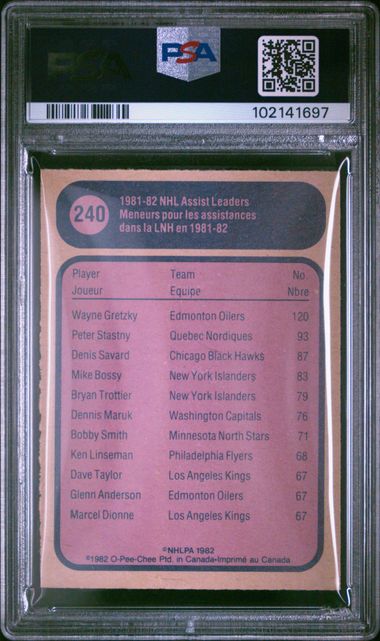 PSA
PSA
102141697
240
1981-82 NHL Assist Leaders
Meneurs pour les assistances
dans la LNH en 1981-82
Player Team No.
Joueur Equipe Nbre
Wayne Gretzky Edmonton Oilers 120
Peter Stastny Quebec Nordiques 93
Denis Savard Chicago Black Hawks 87
Mike Bossy New York Islanders 83
Bryan Trottier New York Islanders 79
Dennis Maruk Washington Capitals 76
Bobby Smith Minnesota North Stars 71
Ken Linseman Philadelphia Flyers 68
Dave Taylor Los Angeles Kings 67
Glenn Anderson Edmonton Oilers 67
Marcel Dionne Los Angeles Kings 67
©NHLPA 1982
©1982 O-Pee-Chee Ptd. in Canada-Imprimé au Canada